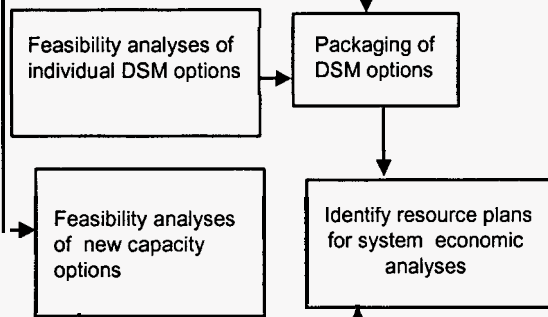 Feasibility analyses of
individual DSM options
Packaging of
DSM options
Feasibility analyses
of new capacity
options
Identify resource plans
for system economic
analyses